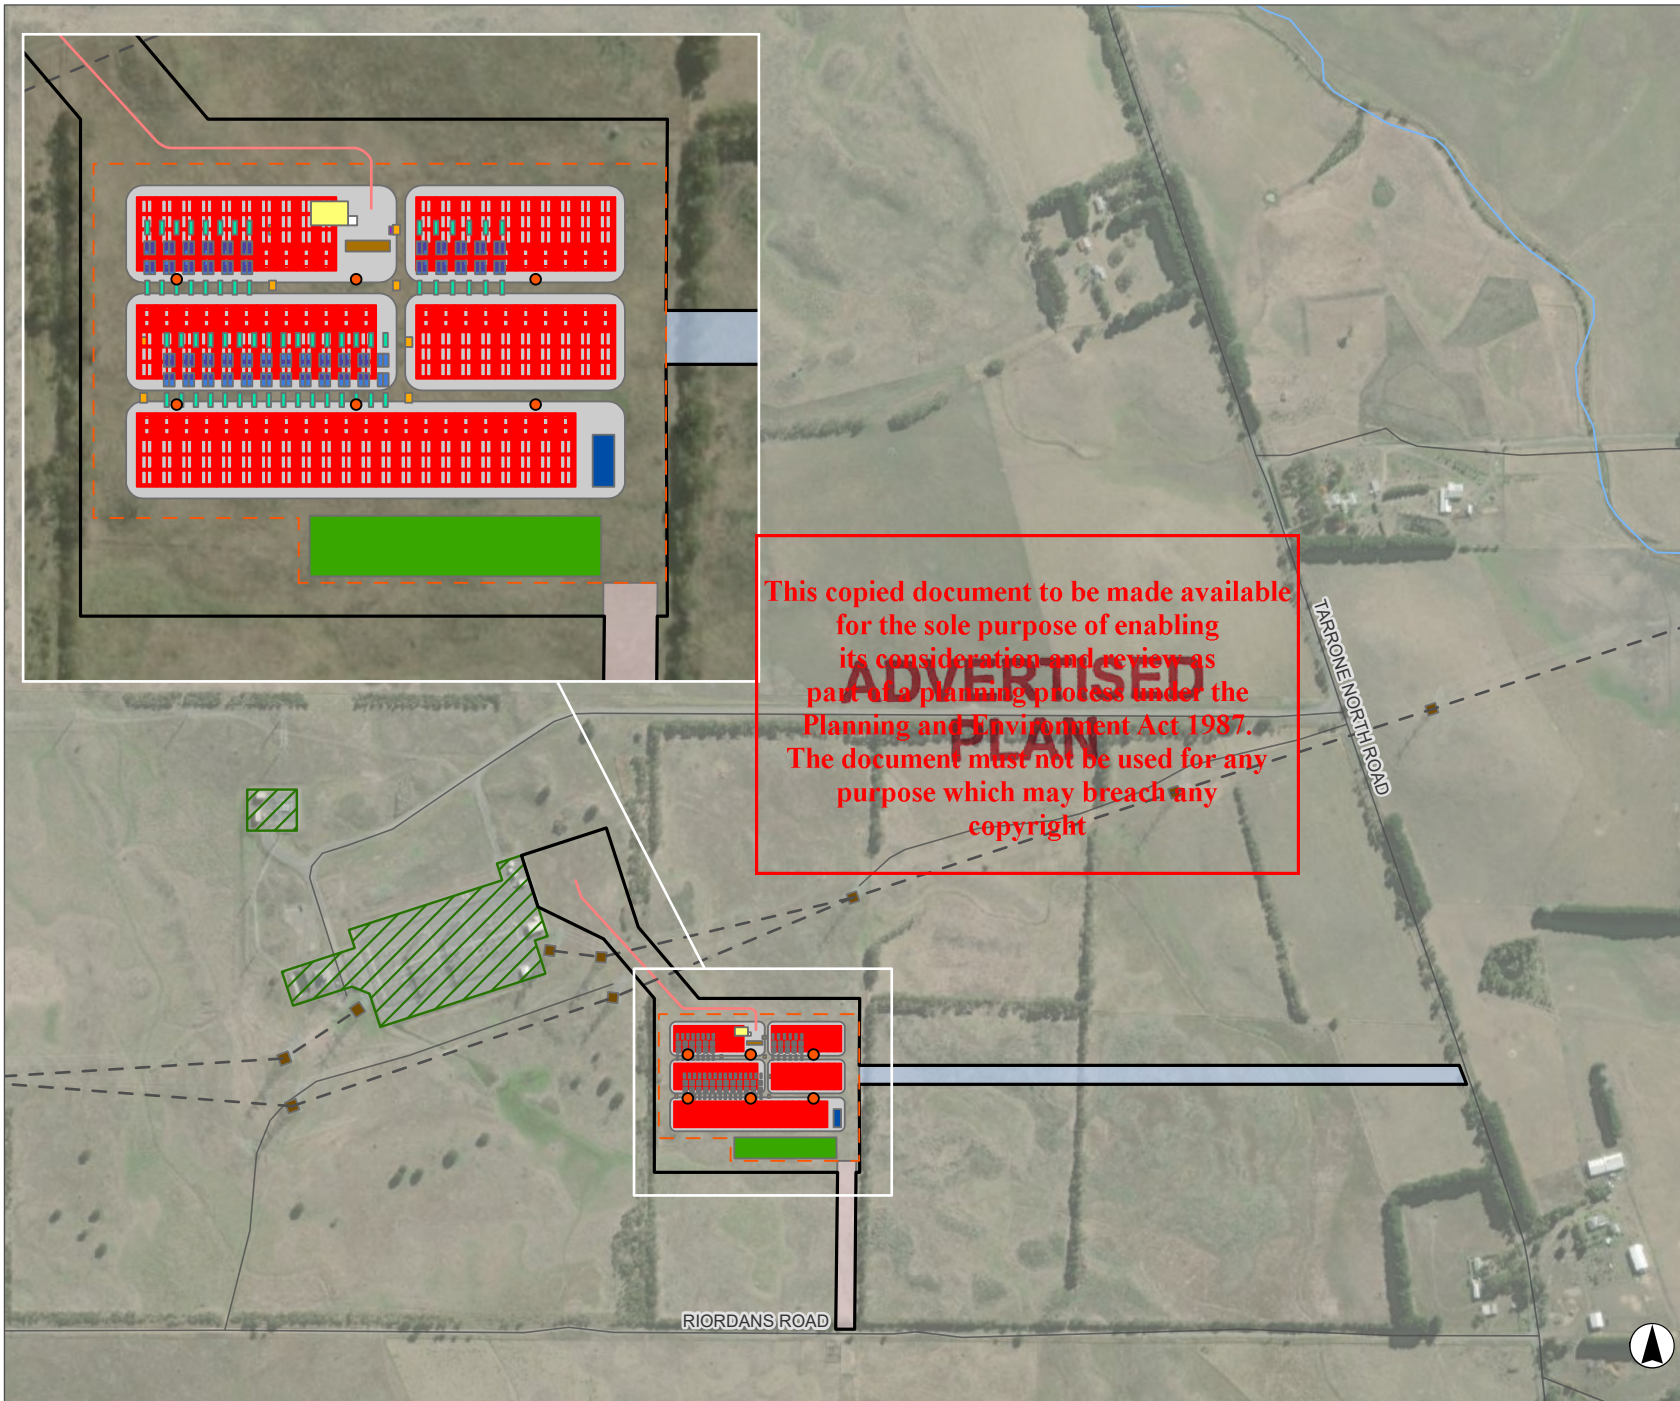 This copied document to be made available
for the sole purpose of enabling
its consideration and review as
part of a planning process under the
Planning and Environment Act 1987.
The document must not be used for any
purpose which may breach any
copyright
ADVERTISED
PLAN
TARRONE NORTH ROAD
RIORDANS ROAD